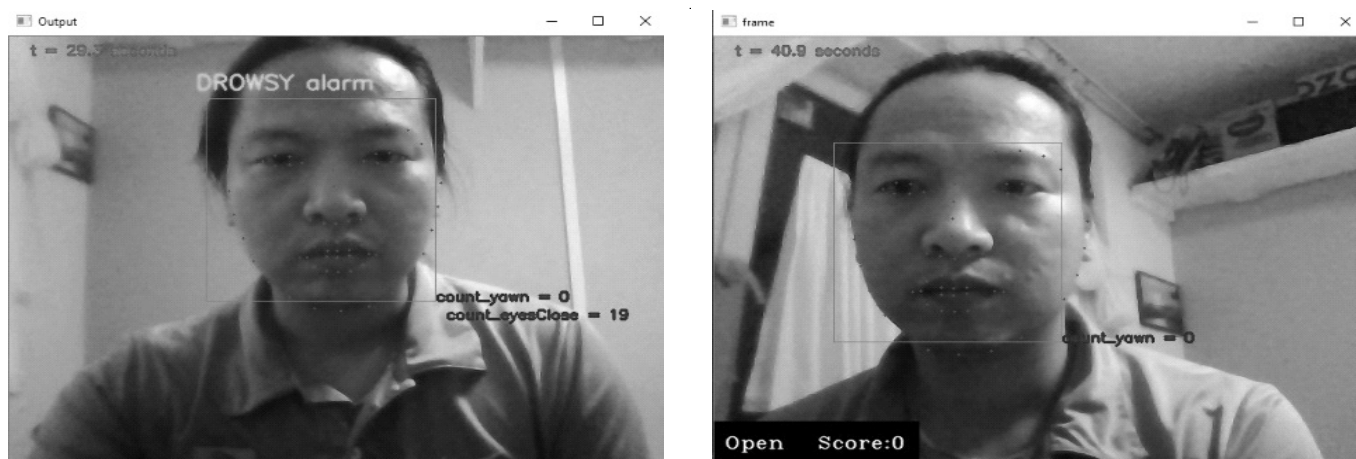 Output
t = 29.3 seconds
DROWSY alarm
count_yawn = 0
count_eyesClose = 19
frame
t = 40.9 seconds
count_yawn = 0
Open Score:0